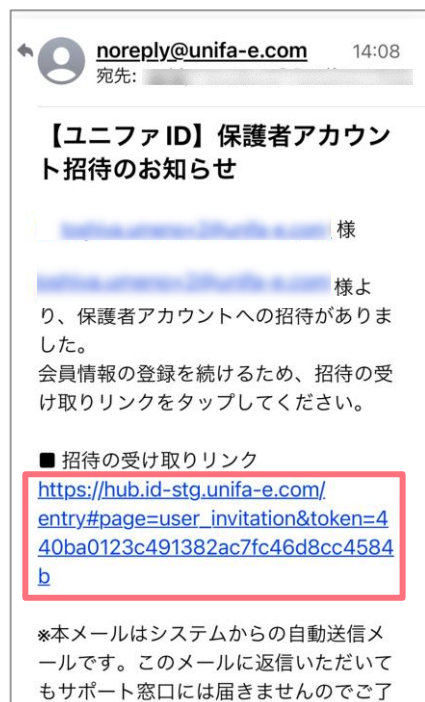 noreply@unifa-e.com 14:08
宛先:
【ユニファID】保護者アカウン
ト招待のお知らせ
様
様よ
り、保護者アカウントへの招待がありま
した。
会員情報の登録を続けるため、招待の受
け取りリンクをタップしてください。
■ 招待の受け取りリンク
https://hub.id-stg.unifa-e.com/
entry#page=user_invitation&token=4
40ba0123c491382ac7fc46d8cc4584
b
※本メールはシステムからの自動送信メ
ールです。このメールに返信いただいて
もサポート窓口には届きませんのでご了